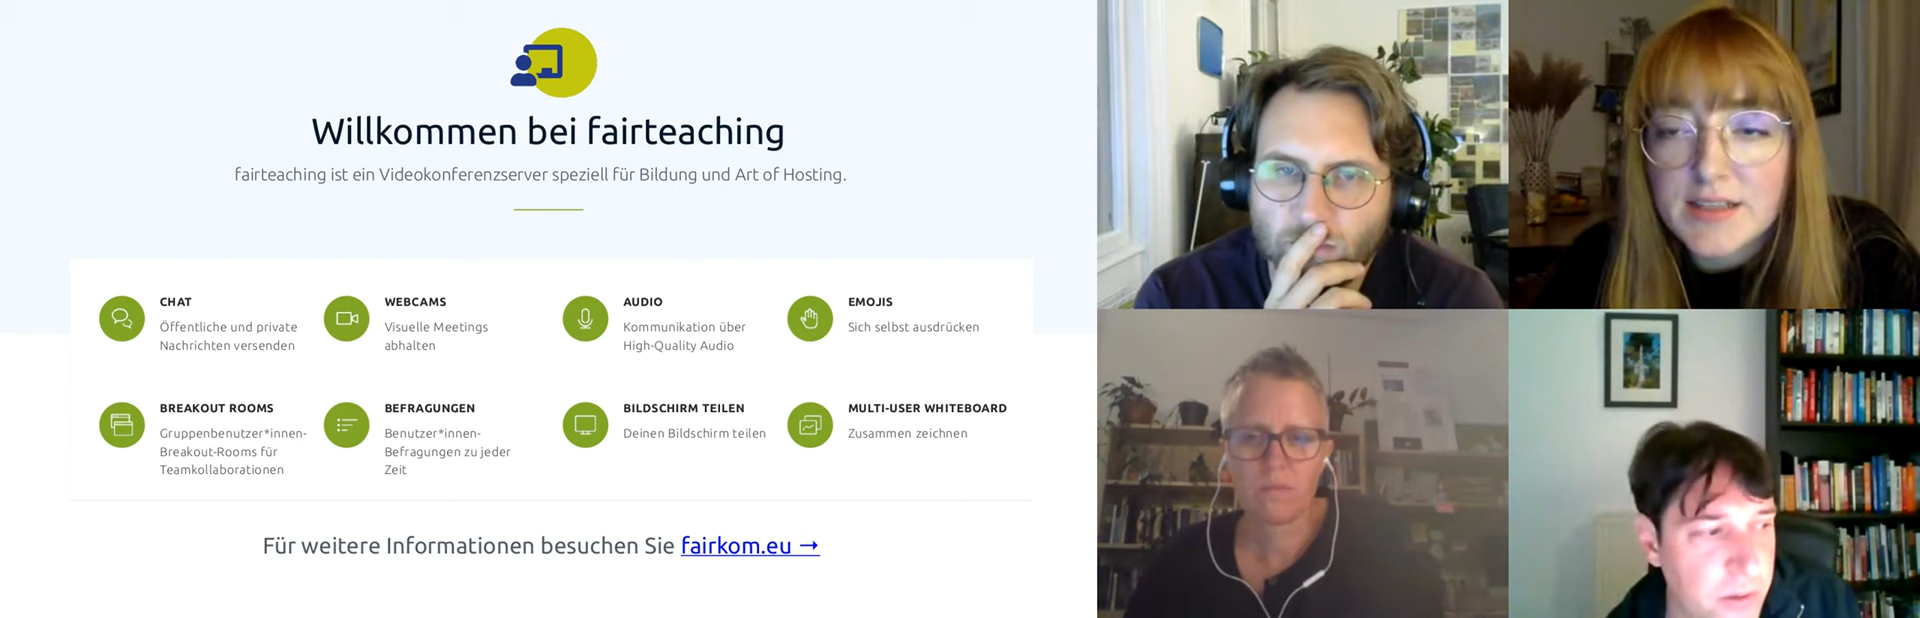 Willkommen bei fairteaching
fairteaching ist ein Videokonferenzserver speziell für Bildung und Art of Hosting.
CHAT
Öffentliche und private
Nachrichten versenden
WEBCAMS
Visuelle Meetings
abhalten
AUDIO
Kommunikation über
High-Quality Audio
EMOJIS
Sich selbst ausdrücken
BREAKOUT ROOMS
Gruppenbenutzer*innen-
Breakout-Rooms für
Teamkollaborationen
BEFRAGUNGEN
Benutzer*innen-
Befragungen zu jeder
Zeit
BILDSCHIRM TEILEN
Deinen Bildschirm teilen
MULTI-USER WHITEBOARD
Zusammen zeichnen
Für weitere Informationen besuchen Sie fairkom.eu →